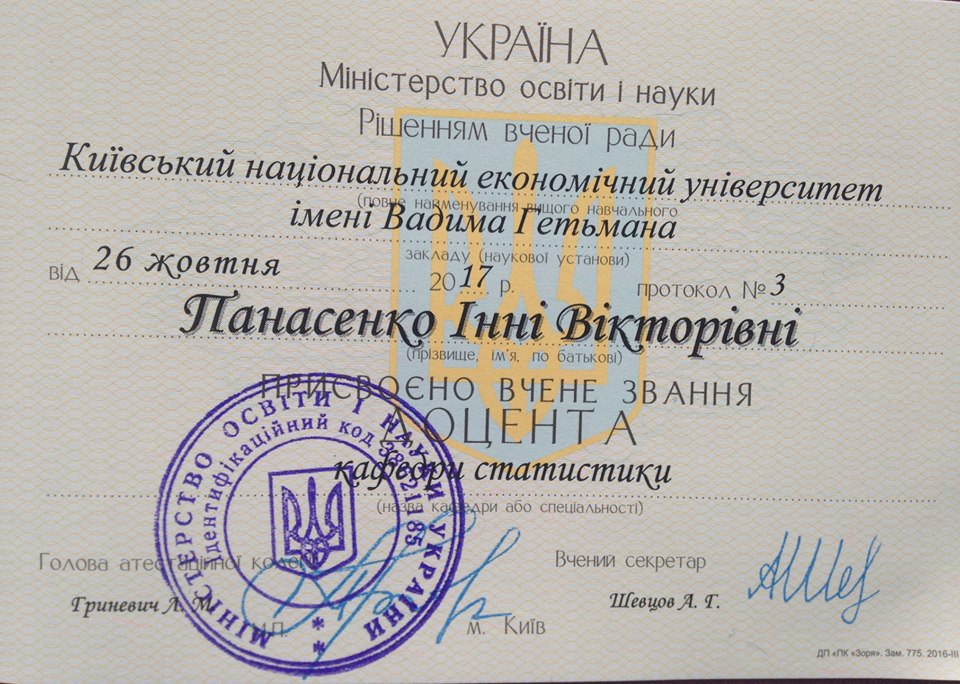 УКРАЇНА
Міністерство освіти і науки
Рішенням вченої ради
Київський національний економічний університет
(повне найменування вищого навчального
імені Вадима Гетьмана
закладу (наукової установи)
від 26 жовтня 2017 р. протокол № 3
Панасенко Інні Вікторівні
(прізвище, ім'я, по батькові)
ПРИСВОЄНО ВЧЕНЕ ЗВАННЯ
ДОЦЕНТА
кафедри статистики
(назва кафедри або спеціальності)
МІНІСТЕРСТВО ОСВІТИ І НАУКИ УКРАЇНИ
Ідентифікаційний код 38621185
Голова атестаційної колегії Вчений секретар
Гриневич Л. М. Шевцов А. Г.
м.п. м. Київ
ДП «ПК «Зоря». Зам. 775. 2016-III